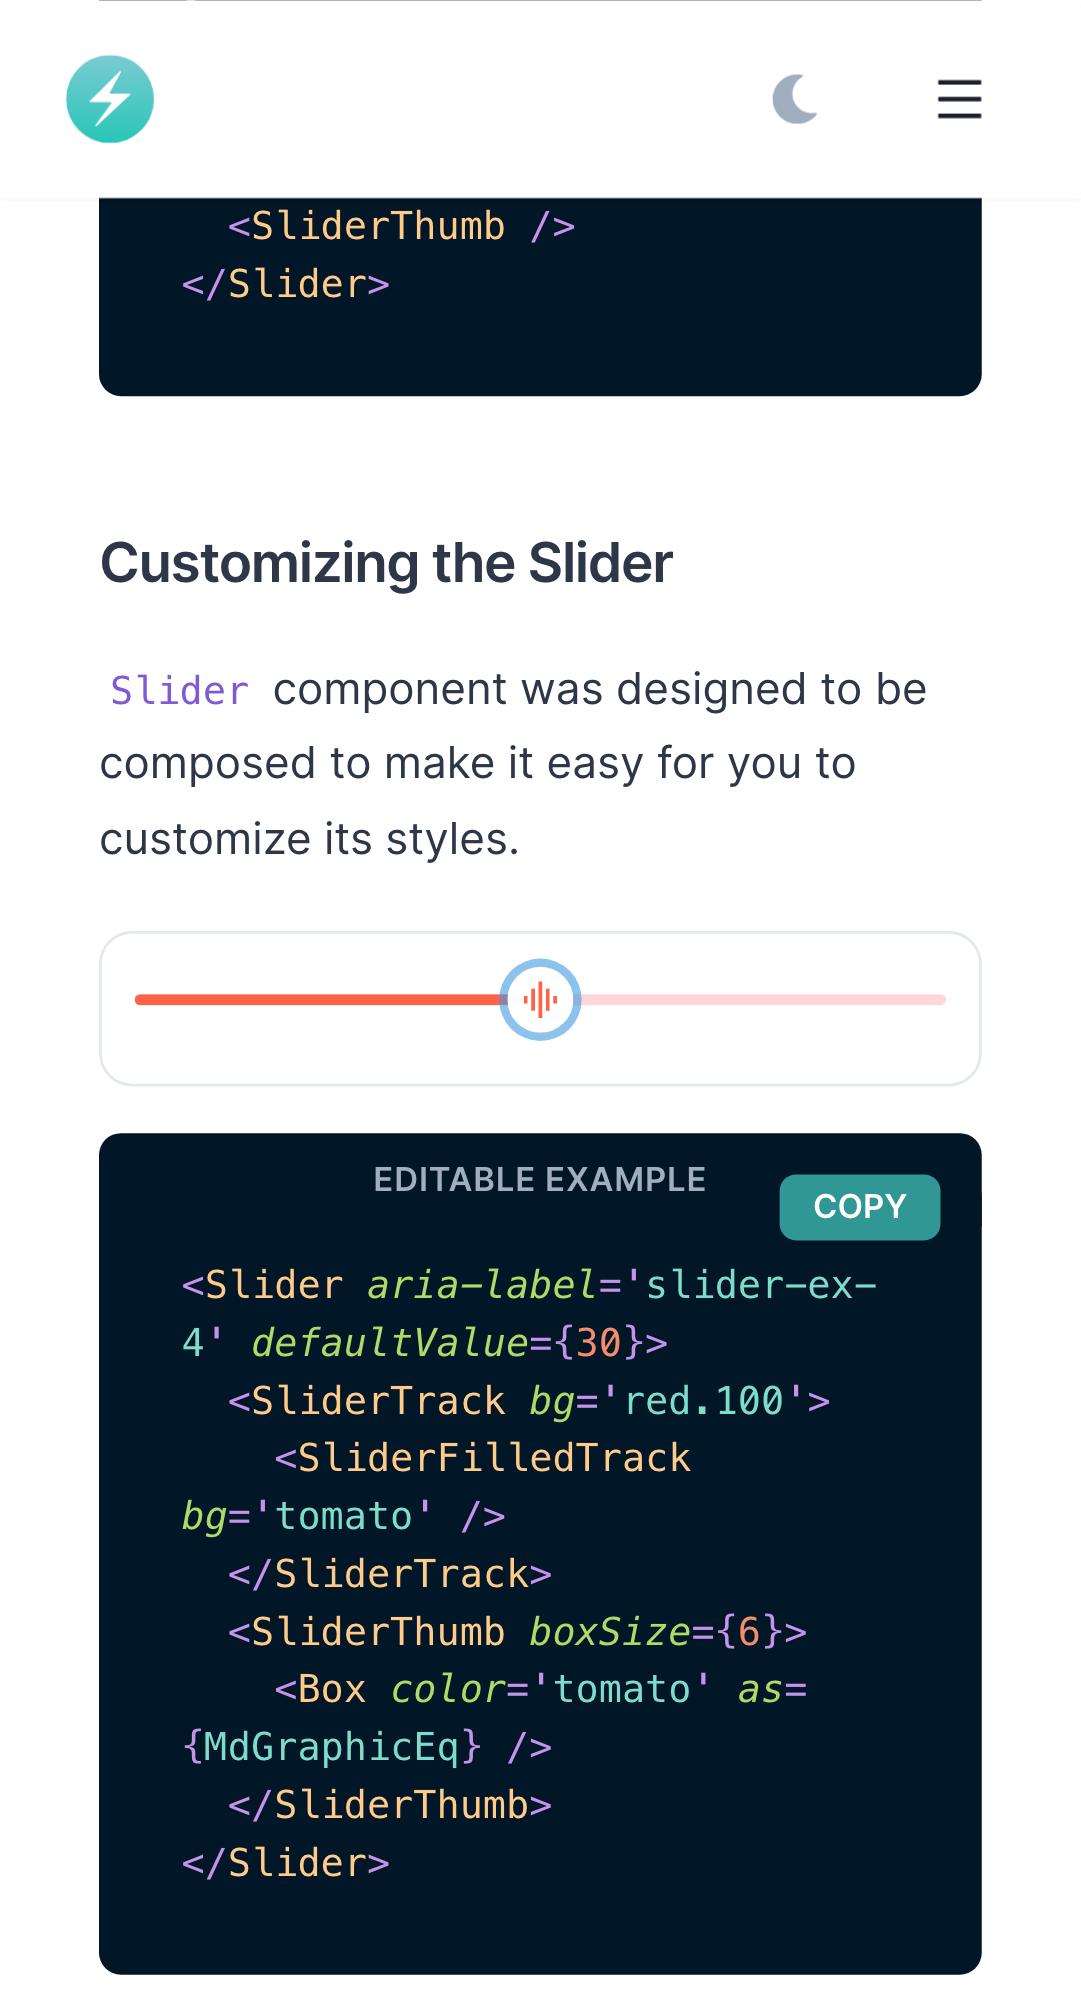 <SliderThumb />
</Slider>
Customizing the Slider
Slider component was designed to be
composed to make it easy for you to
customize its styles.
EDITABLE EXAMPLE
COPY
<Slider aria-label='slider-ex-
4' defaultValue={30}>
<SliderTrack bg='red.100'>
<SliderFilledTrack
bg='tomato' />
</SliderTrack>
<SliderThumb boxSize={6}>
<Box color='tomato' as=
{MdGraphicEq} />
</SliderThumb>
</Slider>